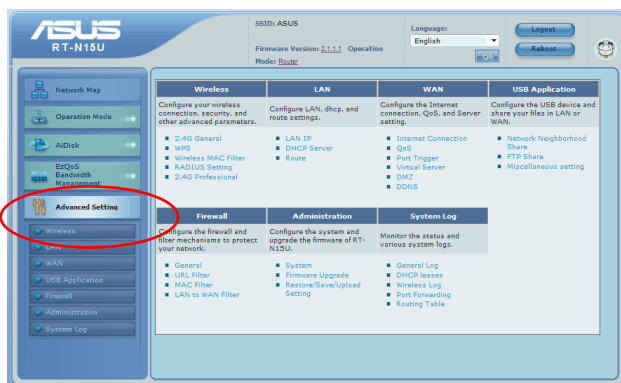 ASUS
RT-N15U
SSID: ASUS
Firmware Version: 2.1.1.1 Operation
Mode: Router
Language:
English
OK
Logout
Reboot
Network Map
Operation Mode
AiDisk
EzQoS
Bandwidth
Management
Advanced Setting
Wireless
LAN
WAN
USB Application
Firewall
Administration
System Log
Wireless
Configure your wireless
connection, security, and
other advanced parameters.
2.4G General
WPS
Wireless MAC Filter
RADIUS Setting
2.4G Professional
LAN
Configure LAN, dhcp, and
route settings.
LAN IP
DHCP Server
Route
WAN
Configure the Internet
connection, QoS, and Server
setting.
Internet Connection
QoS
Port Trigger
Virtual Server
DMZ
DDNS
USB Application
Configure the USB device and
share your files in LAN or
WAN.
Network Neighborhood
Share
FTP Share
Miscellaneous setting
Firewall
Configure the firewall and
filter mechanisms to protect
your network.
General
URL Filter
MAC Filter
LAN to WAN Filter
Administration
Configure the system and
upgrade the firmware of RT-
N15U.
System
Firmware Upgrade
Restore/Save/Upload
Setting
System Log
Monitor the status and
various system logs.
General Log
DHCP leases
Wireless Log
Port Forwarding
Routing Table